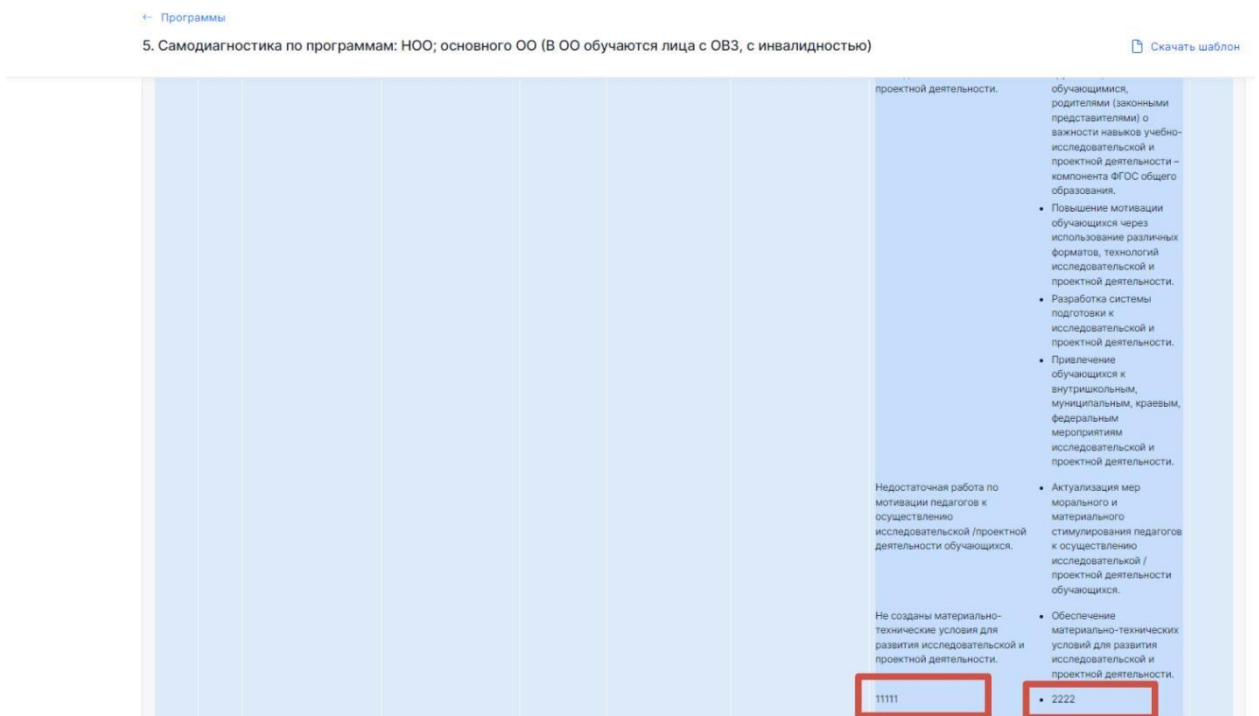 ← Программы
5. Самодиагностика по программам: НОО; основного ОО (В ОО обучаются лица с ОВЗ, с инвалидностью)
Скачать шаблон
проектной деятельности.
обучающимися,
родителями (законными
представителями) о
важности навыков учебно-
исследовательской и
проектной деятельности –
компонента ФГОС общего
образования.
• Повышение мотивации
обучающихся через
использование различных
форматов, технологий
исследовательской и
проектной деятельности.
• Разработка системы
подготовки к
исследовательской и
проектной деятельности.
• Привлечение
обучающихся к
внутришкольным,
муниципальным, краевым,
федеральным
мероприятиям
исследовательской и
проектной деятельности.
Недостаточная работа по
мотивации педагогов к
осуществлению
исследовательской /проектной
деятельности обучающихся.
• Актуализация мер
морального и
материального
стимулирования педагогов
к осуществлению
исследователькой /
проектной деятельности
обучающихся.
Не созданы материально-
технические условия для
развития исследовательской и
проектной деятельности.
• Обеспечение
материально-технических
условий для развития
исследовательской и
проектной деятельности.
11111
• 2222